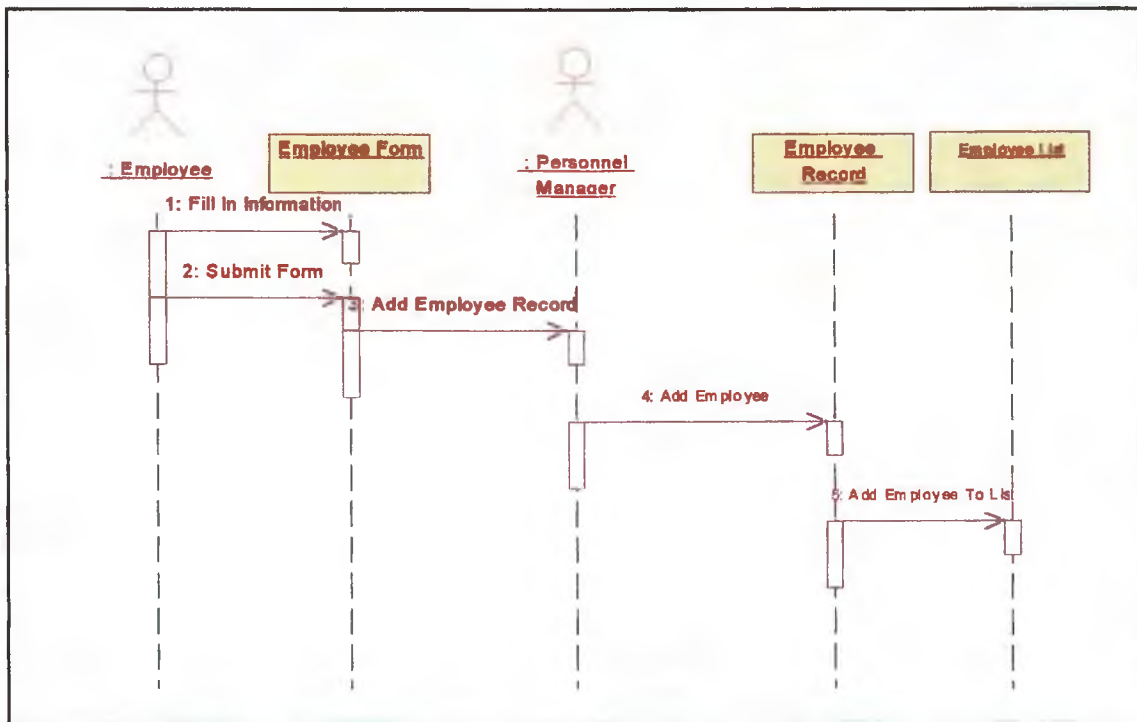 : Employee
Employee Form
: Personnel
Manager
Employee
Record
Employee List
1: Fill In Information
2: Submit Form
3: Add Employee Record
4: Add Employee
5: Add Employee To List